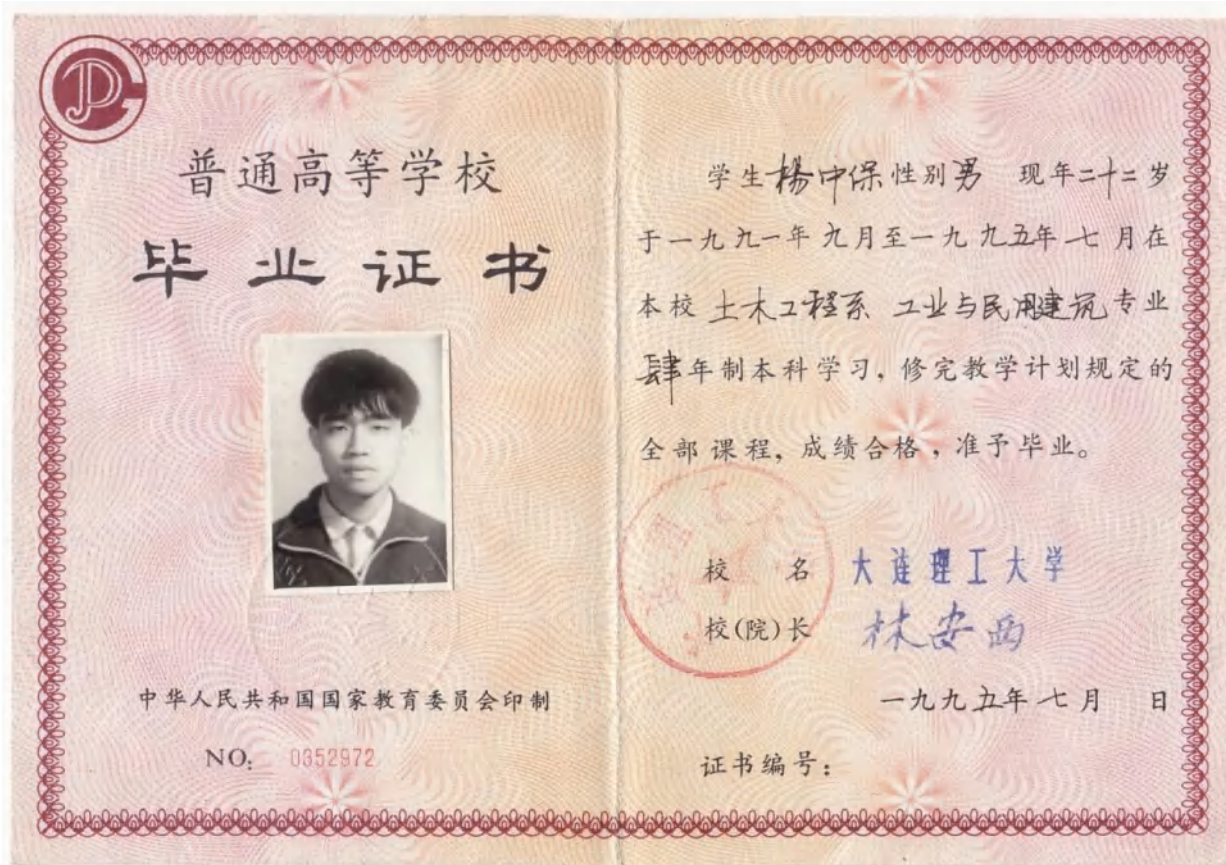 普通高等学校
毕业证书
中华人民共和国国家教育委员会印制
NO: 0352972
学生 杨中保 性别 男 现年二十二岁
于一九九一年九月至一九九五年七月在
本校 土木工程系 工业与民用建筑 专业
肆年制本科学习,修完教学计划规定的
全部课程,成绩合格,准予毕业。
校 名 大连理工大学
校(院)长 林安西
一九九五年七月 日
证书编号: